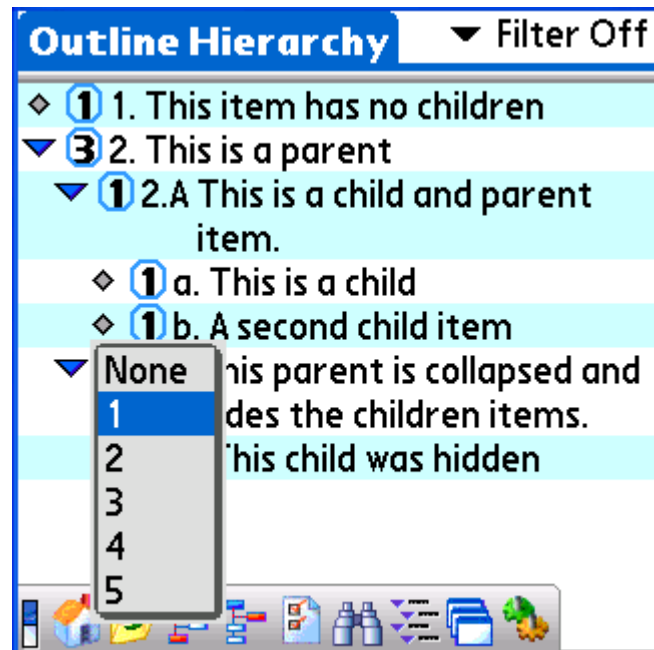 Outline Hierarchy Filter Off
1 1. This item has no children
3 2. This is a parent
1 2.A This is a child and parent
item.
1 a. This is a child
1 b. A second child item
None his parent is collapsed and
1 des the children items.
2 his child was hidden
3
4
5